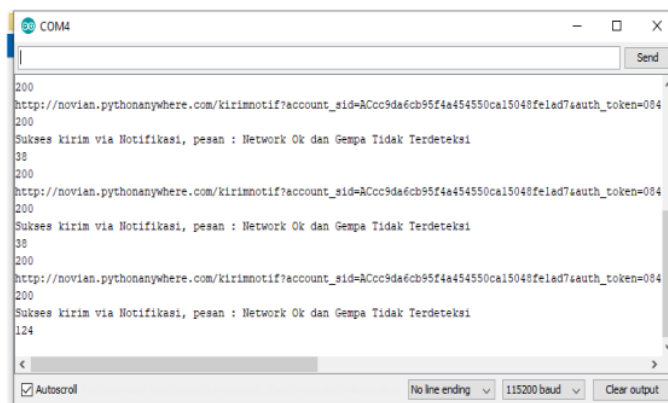 COM4
Send
200
http://novian.pythonanywhere.com/kirimnotif?account_sid=ACcc9da6cb95f4a454550ca15048fe1ad7&auth_token=084
200
Sukses kirim via Notifikasi, pesan : Network Ok dan Gempa Tidak Terdeteksi
38
200
http://novian.pythonanywhere.com/kirimnotif?account_sid=ACcc9da6cb95f4a454550ca15048fe1ad7&auth_token=084
200
Sukses kirim via Notifikasi, pesan : Network Ok dan Gempa Tidak Terdeteksi
38
200
http://novian.pythonanywhere.com/kirimnotif?account_sid=ACcc9da6cb95f4a454550ca15048fe1ad7&auth_token=084
200
Sukses kirim via Notifikasi, pesan : Network Ok dan Gempa Tidak Terdeteksi
124
Autoscroll No line ending 115200 baud Clear output